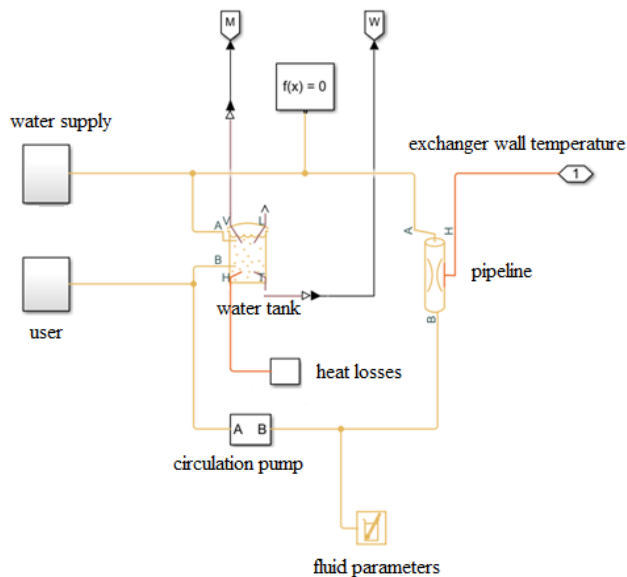 M
W
f(x) = 0
water supply
exchanger wall temperature
1
V
L
A
A
H
B
H
T
pipeline
water tank
user
B
heat losses
A B
circulation pump
fluid parameters